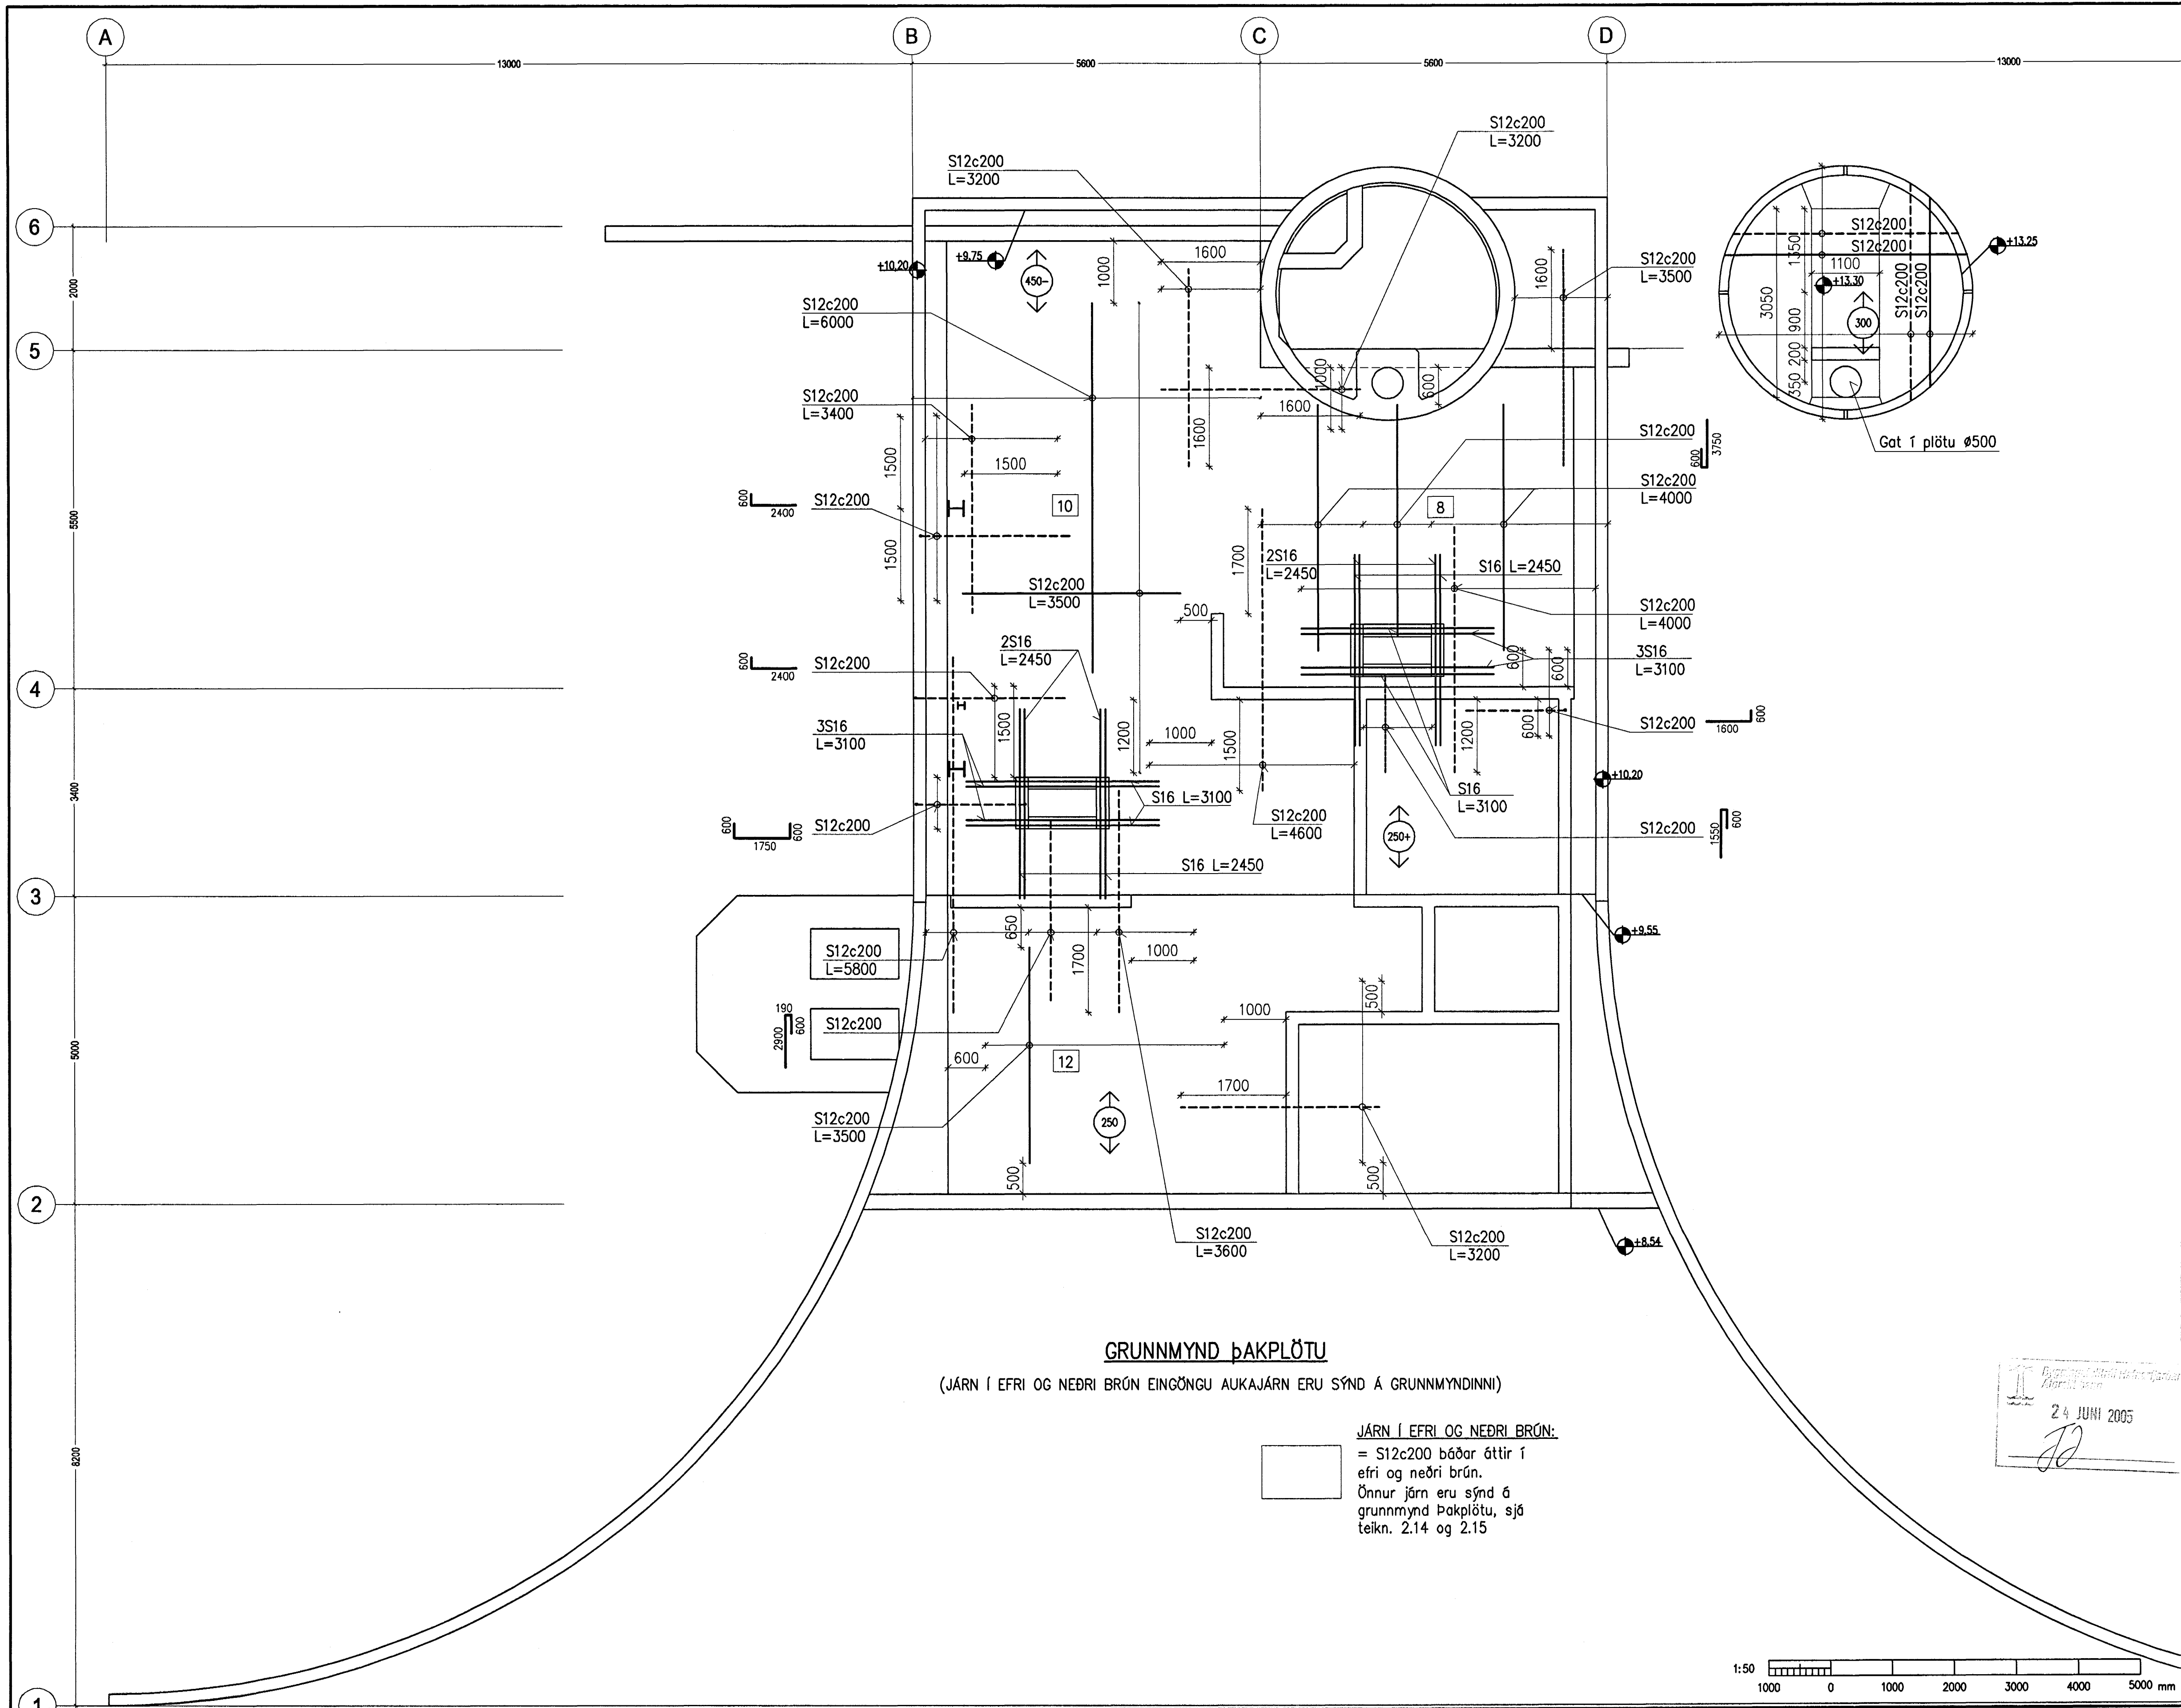 A
B
C
D
13000
5600
5600
13000
S12c200
L=3200
S12c200
L=3200
6
+10,20
+9.75
450-
1000
1600
1600
S12c200
L=3500
S12c200
S12c200
1350
1100
+13.30
+13.25
3050
900
300
S12c200
S12c200
200
350
Gat í plötu ø500
2000
S12c200
L=6000
5
1000
600
S12c200
L=3400
1600
1600
S12c200
600
3750
1500
1500
S12c200
L=4000
600
2400
S12c200
10
8
5500
1500
1700
2S16
L=2450
S16 L=2450
S12c200
L=3500
500
S12c200
L=4000
2S16
L=2450
600
2400
S12c200
600
600
3S16
L=3100
4
1500
1200
1000
1500
1200
600
S12c200
1600
600
3S16
L=3100
+10,20
3400
S16 L=3100
S16
L=3100
600
1750
600
S12c200
S12c200
L=4600
250+
S12c200
1550
600
S16 L=2450
3
650
1700
1000
+9,55
S12c200
L=5800
500
1000
190
2900
600
S12c200
5000
600
12
1700
S12c200
L=3500
250
500
500
2
S12c200
L=3600
S12c200
L=3200
+8,54
GRUNNMYND ÞAKPLÖTU
(JÁRN Í EFRI OG NEÐRI BRÚN EINGÖNGU AUKAJÁRN ERU SÝND Á GRUNNMYNDINNI)
JÁRN Í EFRI OG NEÐRI BRÚN:
= S12c200 báðar áttir í
efri og neðri brún.
Önnur járn eru sýnd á
grunnmynd Þakplötu, sjá
teikn. 2.14 og 2.15
8200
24 JUNI 2005
1:50
1000
0
1000
2000
3000
4000
5000 mm
1